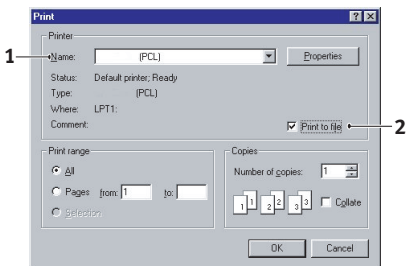 Print
Printer
1 Name: (PCL) Properties
Status: Default printer; Ready
Type: (PCL)
Where: LPT1:
Comment: Print to file 2
Print range
All
Pages from: 1 to:
Selection
Copies
Number of copies: 1
1 1 2 2 3 3 Collate
OK Cancel